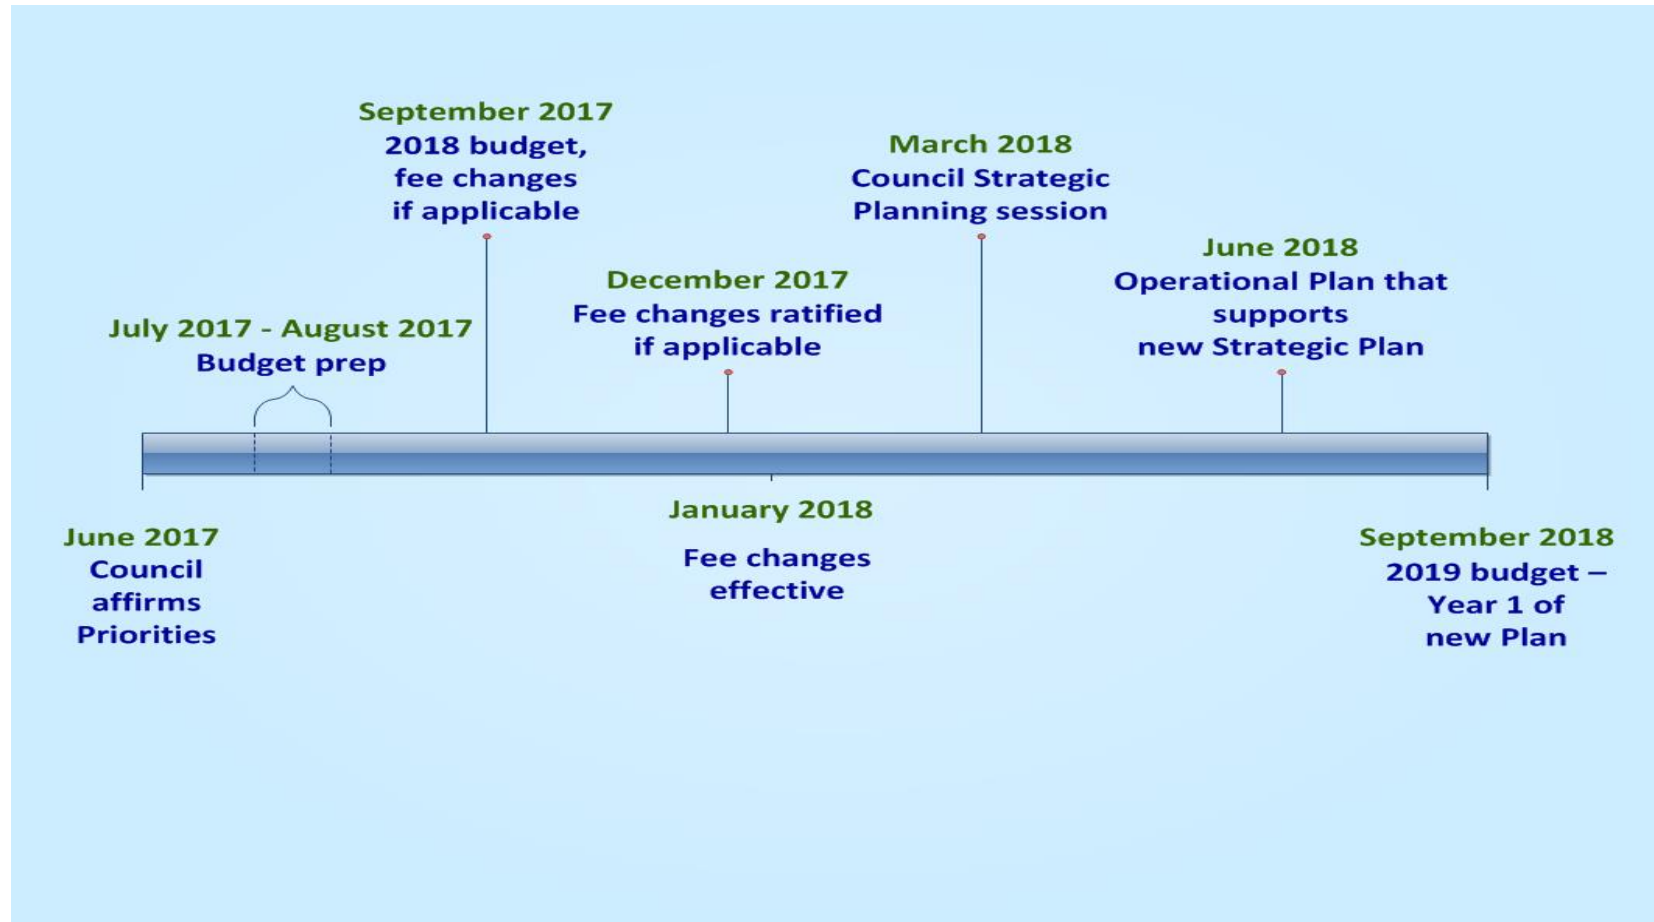 September 2017
2018 budget,
fee changes
if applicable
March 2018
Council Strategic
Planning session
June 2018
Operational Plan that
supports
new Strategic Plan
December 2017
Fee changes ratified
if applicable
July 2017 - August 2017
Budget prep
January 2018
Fee changes
effective
June 2017
Council
affirms
Priorities
September 2018
2019 budget –
Year 1 of
new Plan